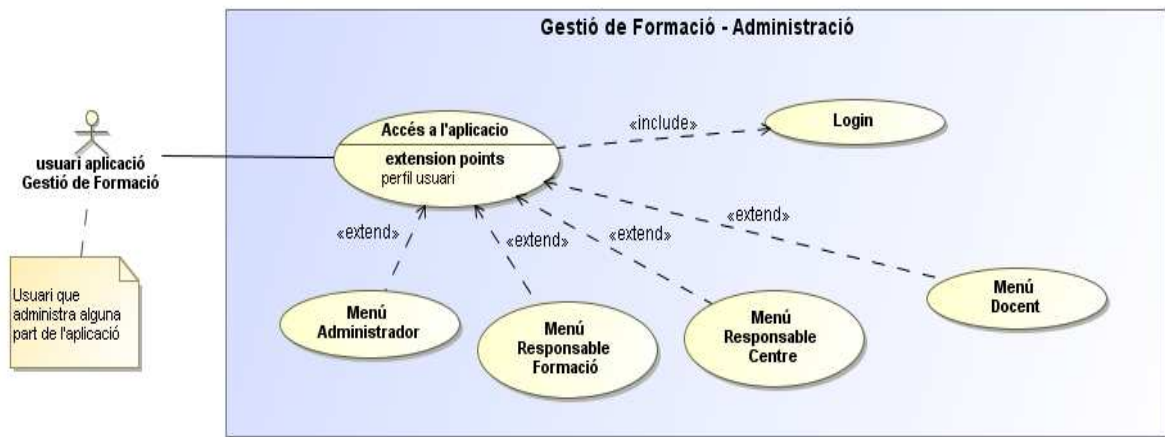 Gestió de Formació - Administració
Accés a l'aplicacio
extension points
perfil usuari
«include»
Login
usuari aplicació
Gestió de Formació
«extend»
«extend»
«extend»
«extend»
Usuari que
administra alguna
part de l'aplicació
Menú
Administrador
Menú
Responsable
Formació
Menú
Responsable
Centre
Menú
Docent